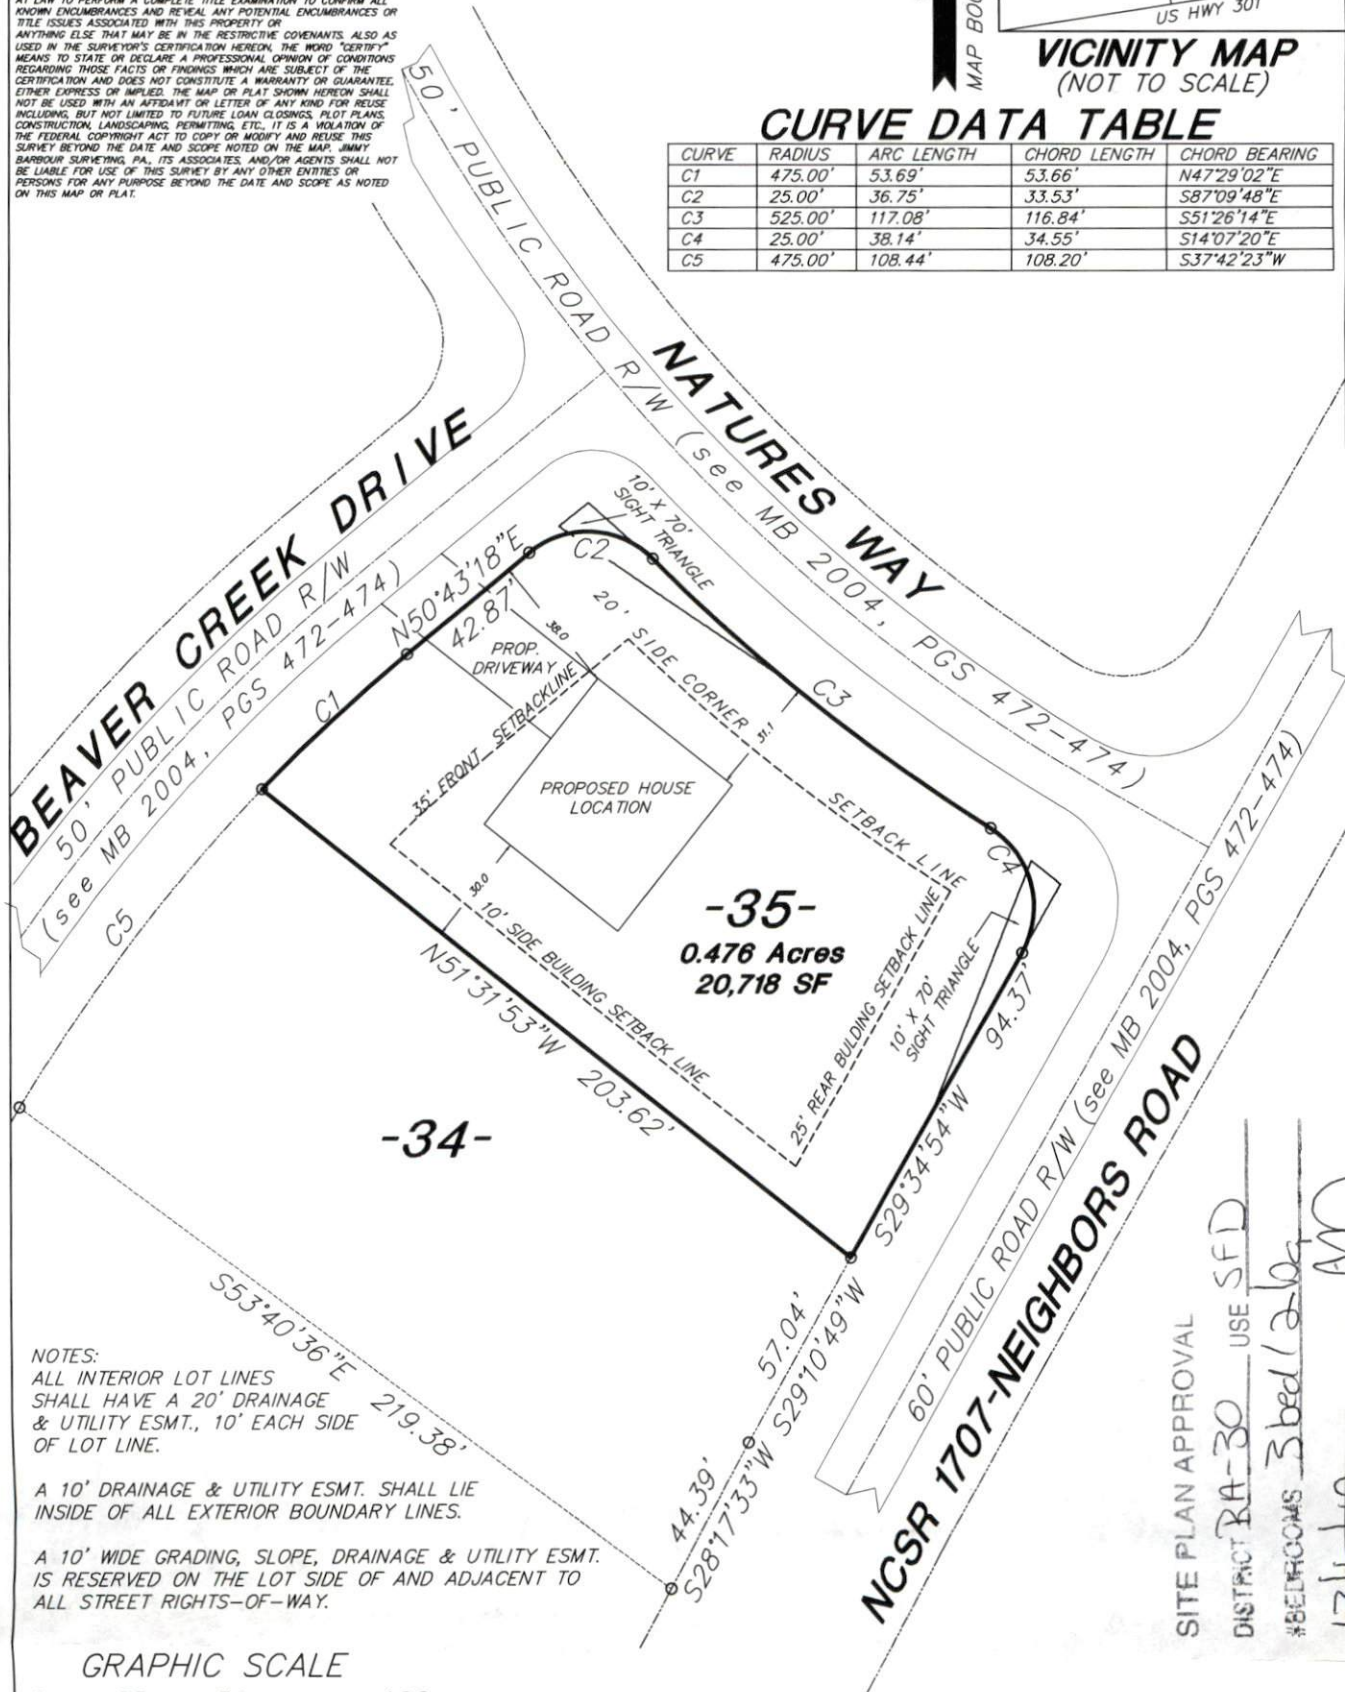 KNOWN ENCUMBRANCES AND REVEAL ANY POTENTIAL ENCUMBRANCES OR
TITLE ISSUES ASSOCIATED WITH THIS PROPERTY OR
ANYTHING ELSE THAT MAY BE IN THE RESTRICTIVE COVENANTS. ALSO AS
USED IN THE SURVEYOR'S CERTIFICATION HEREON, THE WORD "CERTIFY"
MEANS TO STATE OR DECLARE A PROFESSIONAL OPINION OF CONDITIONS
REGARDING THOSE FACTS OR FINDINGS WHICH ARE SUBJECT OF THE
CERTIFICATION AND DOES NOT CONSTITUTE A WARRANTY OR GUARANTEE,
EITHER EXPRESS OR IMPLIED. THE MAP OR PLAT SHOWN HEREON SHALL
NOT BE USED WITH AN AFFIDAVIT OR LETTER OF ANY KIND FOR REUSE
INCLUDING, BUT NOT LIMITED TO FUTURE LOAN CLOSINGS, PLOT PLANS,
CONSTRUCTION, LANDSCAPING, PERMITTING, ETC., IT IS A VIOLATION OF
THE FEDERAL COPYRIGHT ACT TO COPY OR MODIFY AND REUSE THIS
SURVEY BEYOND THE DATE AND SCOPE NOTED ON THE MAP. JIMMY
BARBOUR SURVEYING, PA., ITS ASSOCIATES, AND/OR AGENTS SHALL NOT
BE LIABLE FOR USE OF THIS SURVEY BY ANY OTHER ENTITIES OR
PERSONS FOR ANY PURPOSE BEYOND THE DATE AND SCOPE AS NOTED
ON THIS MAP OR PLAT.
MAP
US HWY 301
VICINITY MAP
(NOT TO SCALE)
CURVE DATA TABLE
CURVE RADIUS ARC LENGTH CHORD LENGTH CHORD BEARING
C1 475.00' 53.69' 53.66' N47°29'02"E
C2 25.00' 36.75' 33.53' S87°09'48"E
C3 525.00' 117.08' 116.84' S51°26'14"E
C4 25.00' 38.14' 34.55' S14°07'20"E
C5 475.00' 108.44' 108.20' S37°42'23"W
50' PUBLIC ROAD R/W (see MB 2004, PGS 472-474)
NATURES WAY
BEAVER CREEK DRIVE
50' PUBLIC ROAD R/W
(see MB 2004, PGS 472-474)
10' X 70'
SIGHT TRIANGLE
C2
N50°43'18"E
42.87'
C1
C3
20' SIDE CORNER
SETBACK LINE
38.0
PROP.
DRIVEWAY
35' FRONT SETBACKLINE
31.7
PROPOSED HOUSE
LOCATION
30.0
10' SIDE BUILDING SETBACK LINE
N51°31'53"W 203.62'
-35-
0.476 Acres
20,718 SF
C4
25' REAR BULDING SETBACK LINE
10' X 70'
SIGHT TRIANGLE
94.37'
S29°34'54"W
60' PUBLIC ROAD R/W (see MB 2004, PGS 472-474)
NCSR 1707-NEIGHBORS ROAD
C5
-34-
S53°40'36"E 219.38'
57.04'
S29°10'49"W
44.39'
S28°17'33"W
NOTES:
ALL INTERIOR LOT LINES
SHALL HAVE A 20' DRAINAGE
& UTILITY ESMT., 10' EACH SIDE
OF LOT LINE.
A 10' DRAINAGE & UTILITY ESMT. SHALL LIE
INSIDE OF ALL EXTERIOR BOUNDARY LINES.
A 10' WIDE GRADING, SLOPE, DRAINAGE & UTILITY ESMT.
IS RESERVED ON THE LOT SIDE OF AND ADJACENT TO
ALL STREET RIGHTS-OF-WAY.
GRAPHIC SCALE
SITE PLAN APPROVAL
DISTRICT RA-30 USE SFD
#BEDROOMS 3bed/2ba